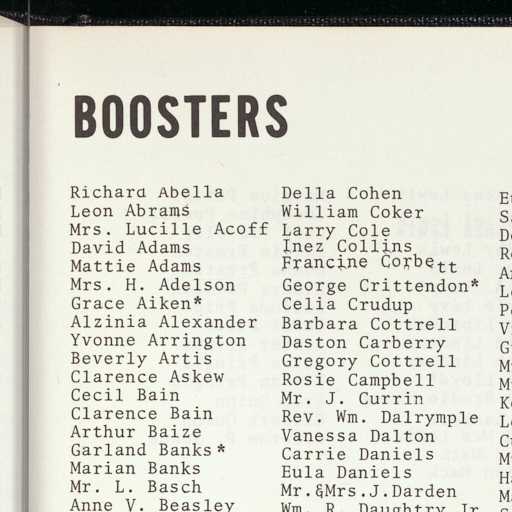 BOOSTERS
Richard Abella
Leon Abrams
Mrs. Lucille Acoff
David Adams
Mattie Adams
Mrs. H. Adelson
Grace Aiken*
Alzinia Alexander
Yvonne Arrington
Beverly Artis
Clarence Askew
Cecil Bain
Clarence Bain
Arthur Baize
Garland Banks*
Marian Banks
Mr. L. Basch
Anne V. Beasley
Della Cohen
William Coker
Larry Cole
Inez Collins
Francine Corbett
George Crittendon*
Celia Crudup
Barbara Cottrell
Daston Carberry
Gregory Cottrell
Rosie Campbell
Mr. J. Currin
Rev. Wm. Dalrymple
Vanessa Dalton
Carrie Daniels
Eula Daniels
Mr.&Mrs.J.Darden
Wm. R. Daughtry Jr